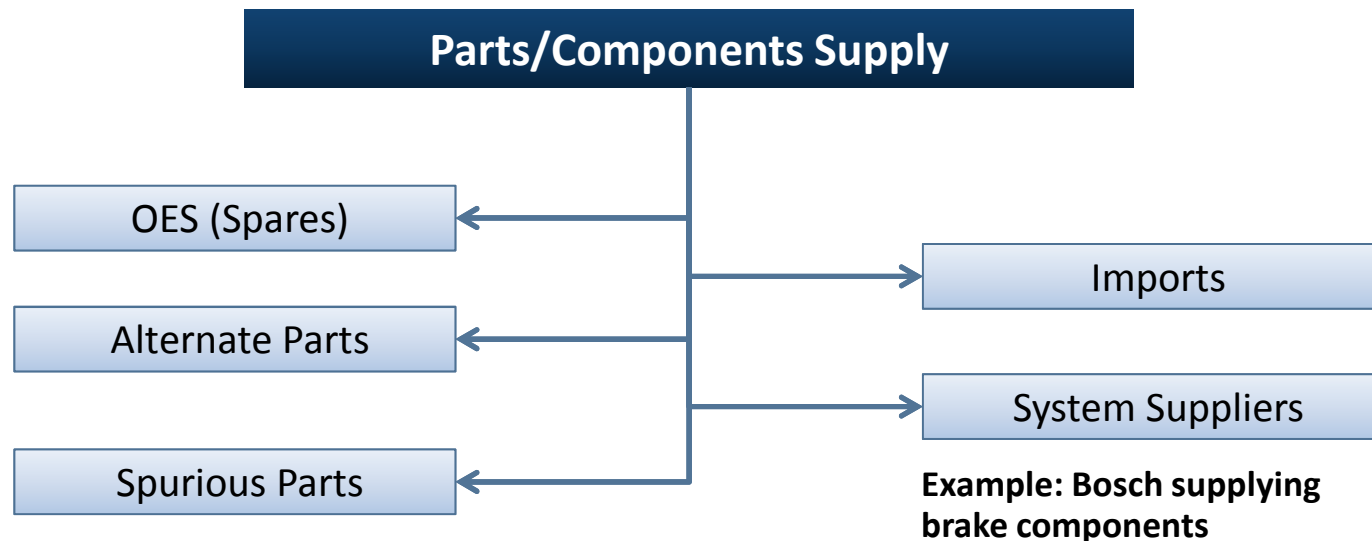 Parts/Components Supply
OES (Spares)
Alternate Parts
Spurious Parts
Imports
System Suppliers
Example: Bosch supplying
brake components